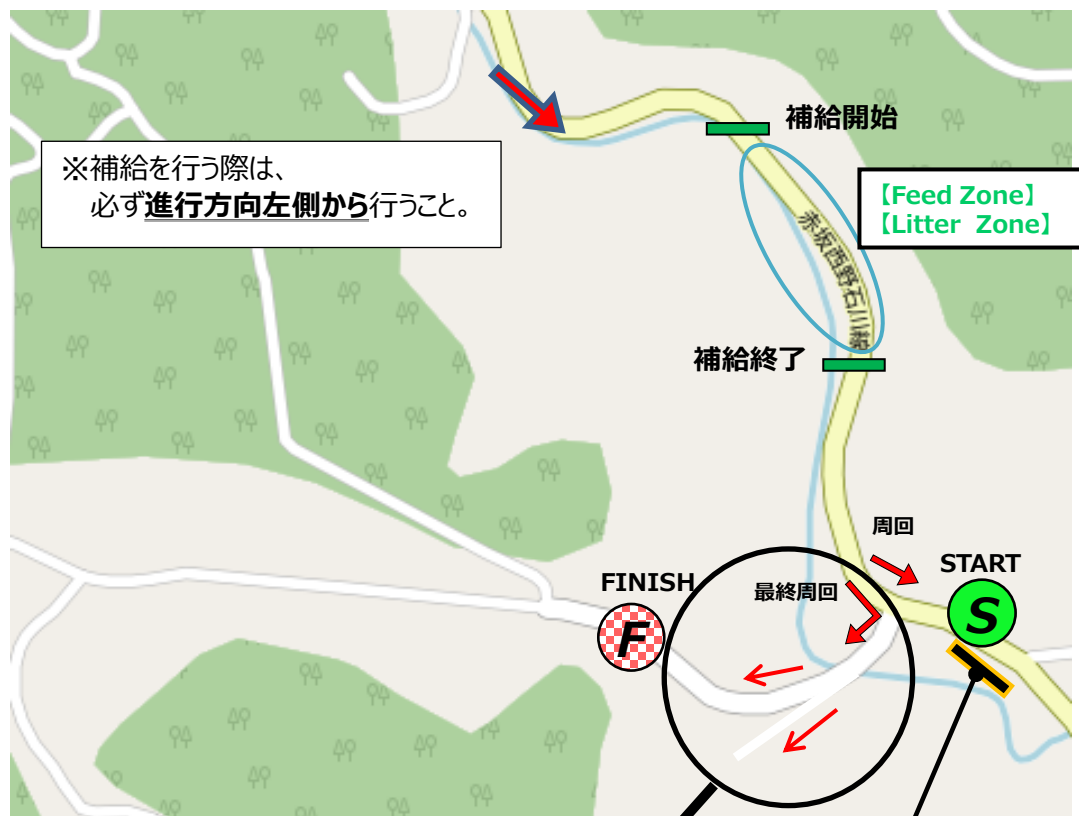 補給開始
※補給を行う際は、
必ず進行方向左側から行うこと。
【Feed Zone】
【Litter Zone】
赤坂西野石川線
補給終了
周回
START
S
FINISH
F
最終周回